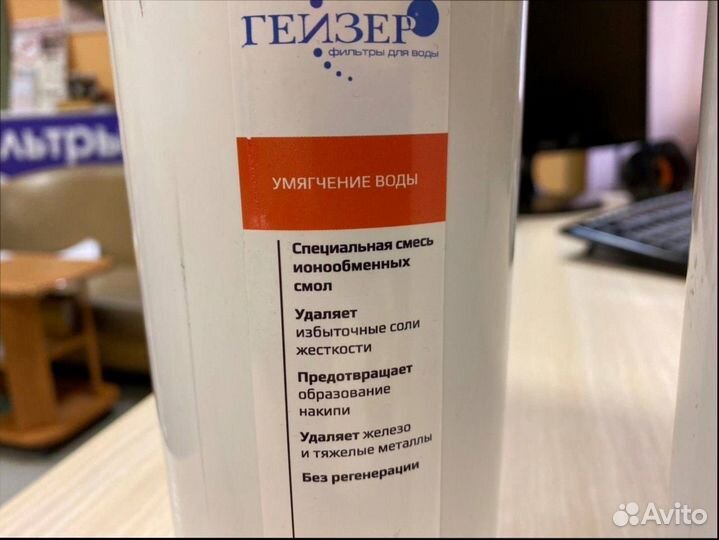 ГЕЙЗЕР
фильтры для воды
льтры
УМЯГЧЕНИЕ ВОДЫ
Специальная смесь
ионообменных
смол
Удаляет
избыточные соли
жесткости
Предотвращает
образование
накипи
Удаляет железо
и тяжелые металлы
Без регенерации
Avito